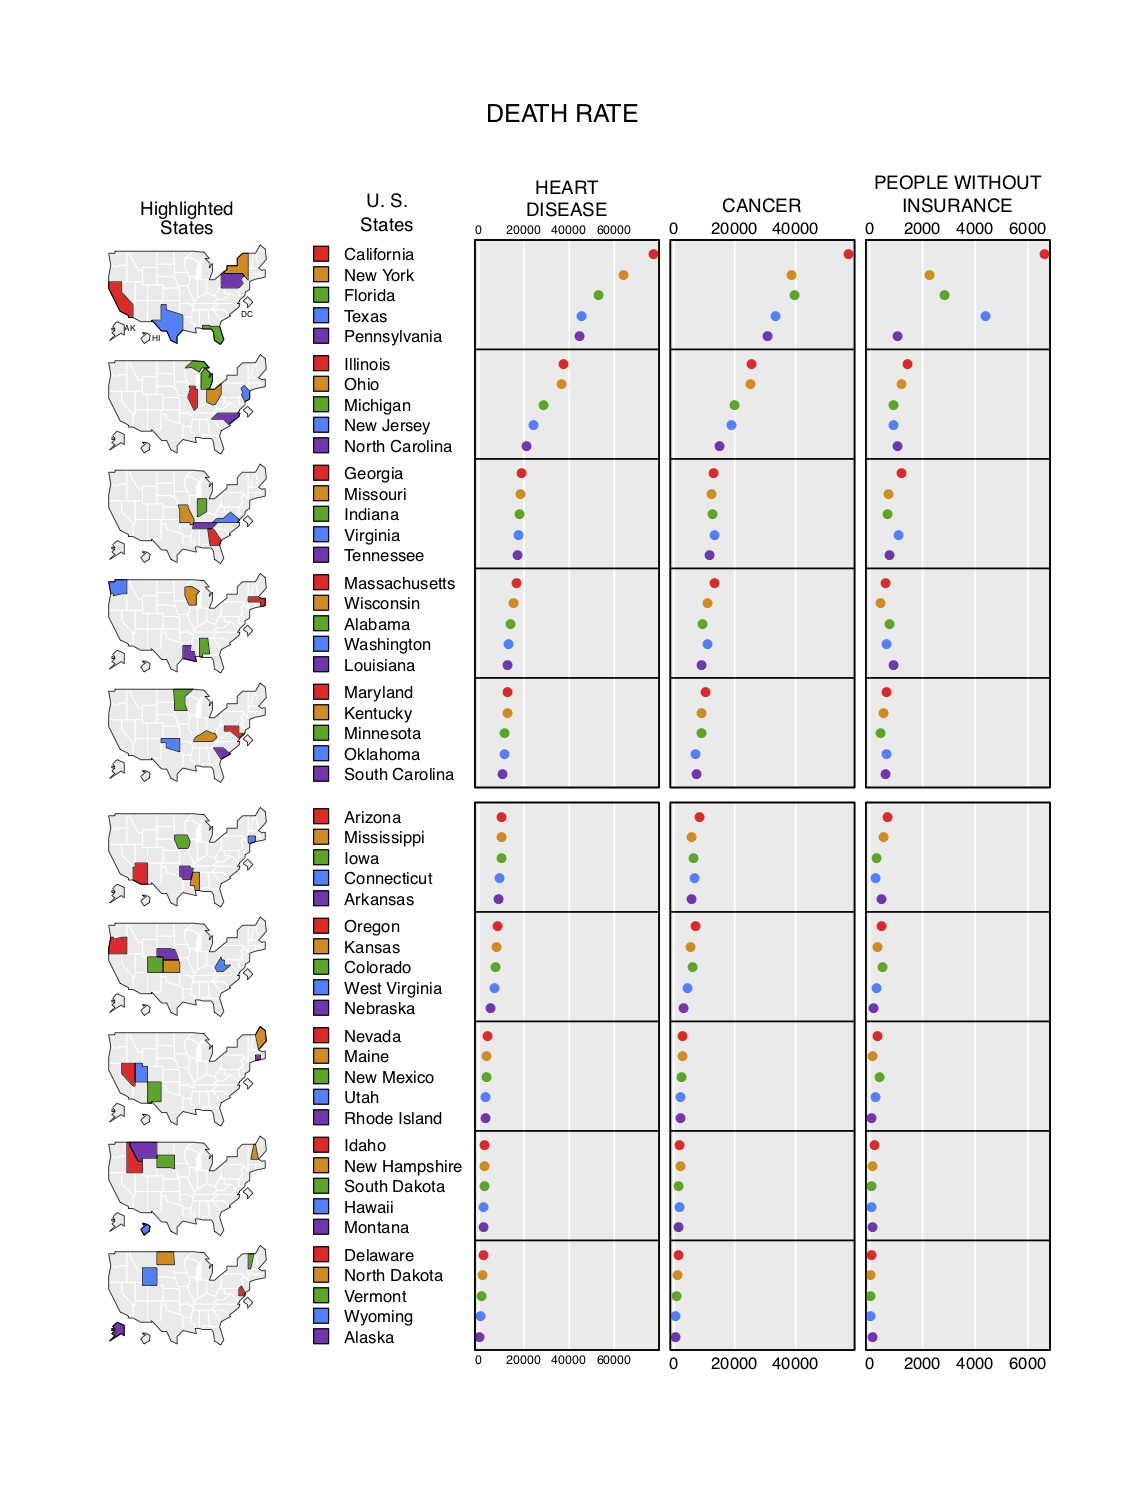 DEATH RATE
Highlighted
States
U. S.
States
HEART
DISEASE
CANCER
PEOPLE WITHOUT
INSURANCE
0 20000 40000 60000
0 20000 40000
0 2000 4000 6000
California
New York
Florida
Texas
Pennsylvania
AK
HI
DC
Illinois
Ohio
Michigan
New Jersey
North Carolina
Georgia
Missouri
Indiana
Virginia
Tennessee
Massachusetts
Wisconsin
Alabama
Washington
Louisiana
Maryland
Kentucky
Minnesota
Oklahoma
South Carolina
Arizona
Mississippi
Iowa
Connecticut
Arkansas
Oregon
Kansas
Colorado
West Virginia
Nebraska
Nevada
Maine
New Mexico
Utah
Rhode Island
Idaho
New Hampshire
South Dakota
Hawaii
Montana
Delaware
North Dakota
Vermont
Wyoming
Alaska
0 20000 40000 60000
0 20000 40000
0 2000 4000 6000